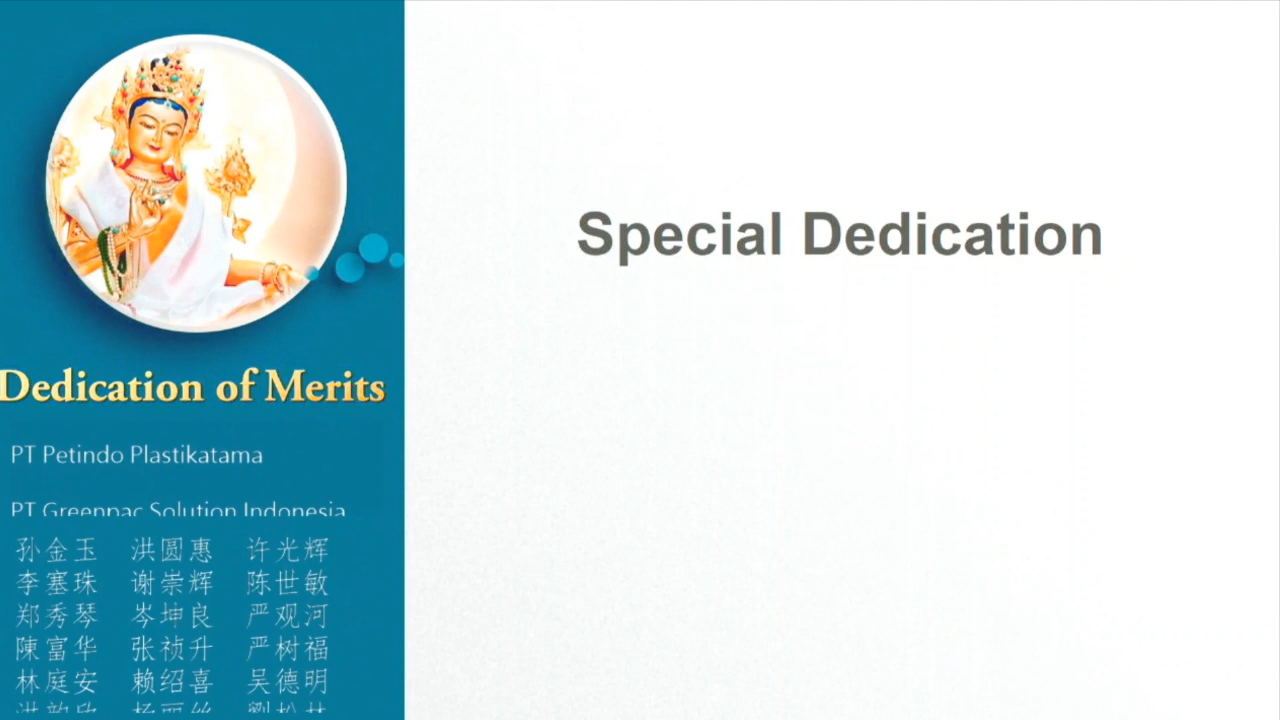 Special Dedication
Dedication of Merits
PT Petindo Plastikatama
PT Greenpac Solution Indonesia
孙金玉 洪圆惠 许光辉
李塞珠 谢崇辉 陈世敏
郑秀琴 岑坤良 严观河
陳富华 张祯升 严树福
林庭安 赖绍喜 吴德明